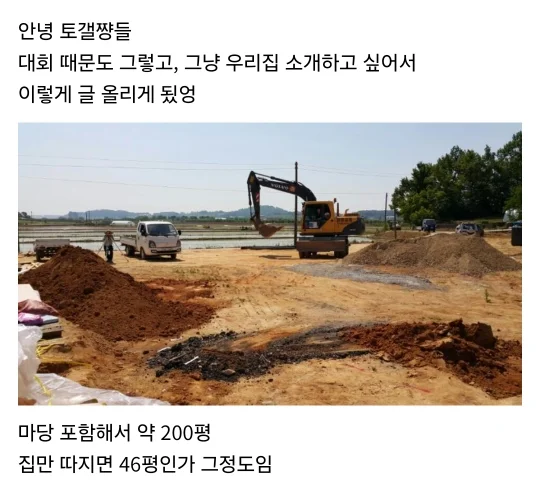 안녕 토갤쨩들
대회 때문도 그렇고, 그냥 우리집 소개하고 싶어서
이렇게 글 올리게 됬엉
VOLVO
마당 포함해서 약 200평
집만 따지면 46평인가 그정도임